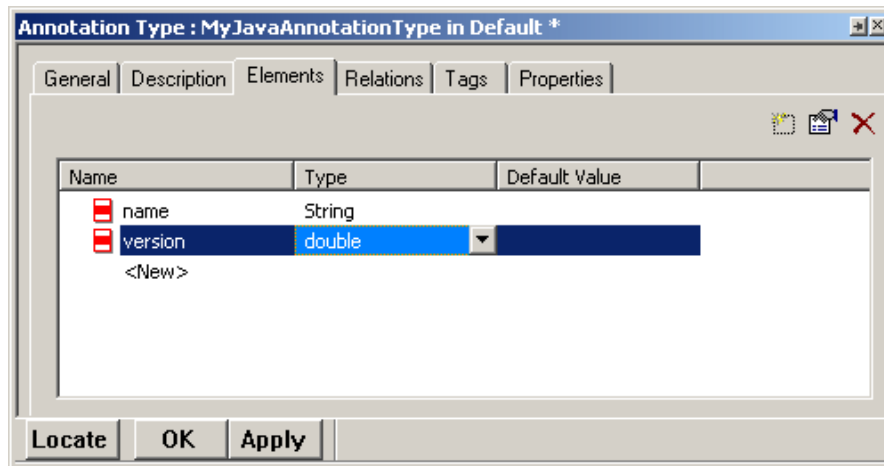 Annotation Type : MyJavaAnnotationType in Default *
General Description Elements Relations Tags Properties
Name Type Default Value
name String
version double
<New>
Locate OK Apply